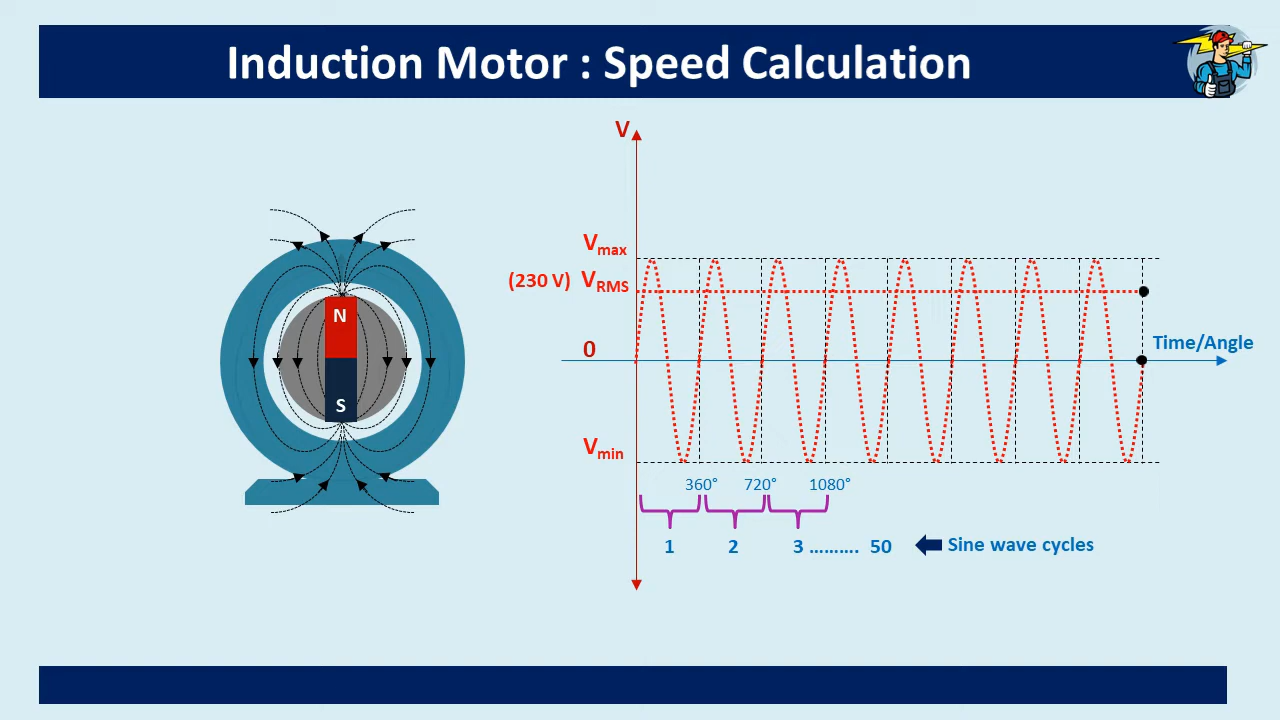 Induction Motor : Speed Calculation
V
Vmax
(230 V) VRMS
N
0
Time/Angle
S
Vmin
360° 720° 1080°
1 2 3 .......... 50 Sine wave cycles